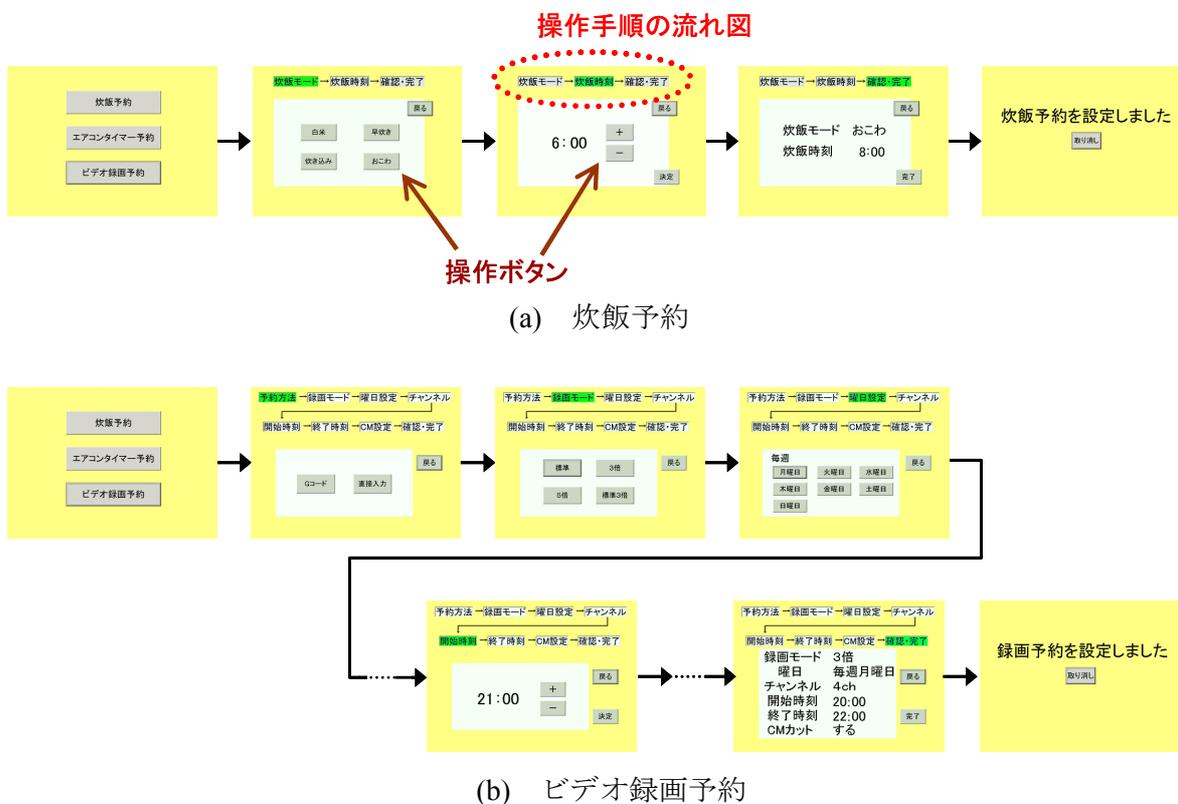 操作手順の流れ図
炊飯予約
エアコンタイマー予約
ビデオ録画予約
炊飯モード→炊飯時刻→確認・完了
戻る
白米 早炊き
炊き込み おこわ
炊飯モード→炊飯時刻→確認・完了
戻る
6:00
+
−
決定
炊飯モード→炊飯時刻→確認・完了
戻る
炊飯モード おこわ
炊飯時刻 8:00
完了
炊飯予約を設定しました
取り消し
操作ボタン
(a) 炊飯予約
炊飯予約
エアコンタイマー予約
ビデオ録画予約
予約方法→録画モード→曜日設定→チャンネル
開始時刻→終了時刻→CM設定→確認・完了
戻る
Gコード 直接入力
予約方法→録画モード→曜日設定→チャンネル
開始時刻→終了時刻→CM設定→確認・完了
戻る
標準 3倍
5倍 標準3倍
予約方法→録画モード→曜日設定→チャンネル
開始時刻→終了時刻→CM設定→確認・完了
戻る
毎週
月曜日 火曜日 水曜日
木曜日 金曜日 土曜日
日曜日
予約方法→録画モード→曜日設定→チャンネル
開始時刻→終了時刻→CM設定→確認・完了
戻る
21:00
+
−
決定
予約方法→録画モード→曜日設定→チャンネル
開始時刻→終了時刻→CM設定→確認・完了
録画モード 3倍
曜日 毎週月曜日
戻る
チャンネル 4ch
開始時刻 20:00
終了時刻 22:00
完了
CMカット する
録画予約を設定しました
取り消し
(b) ビデオ録画予約